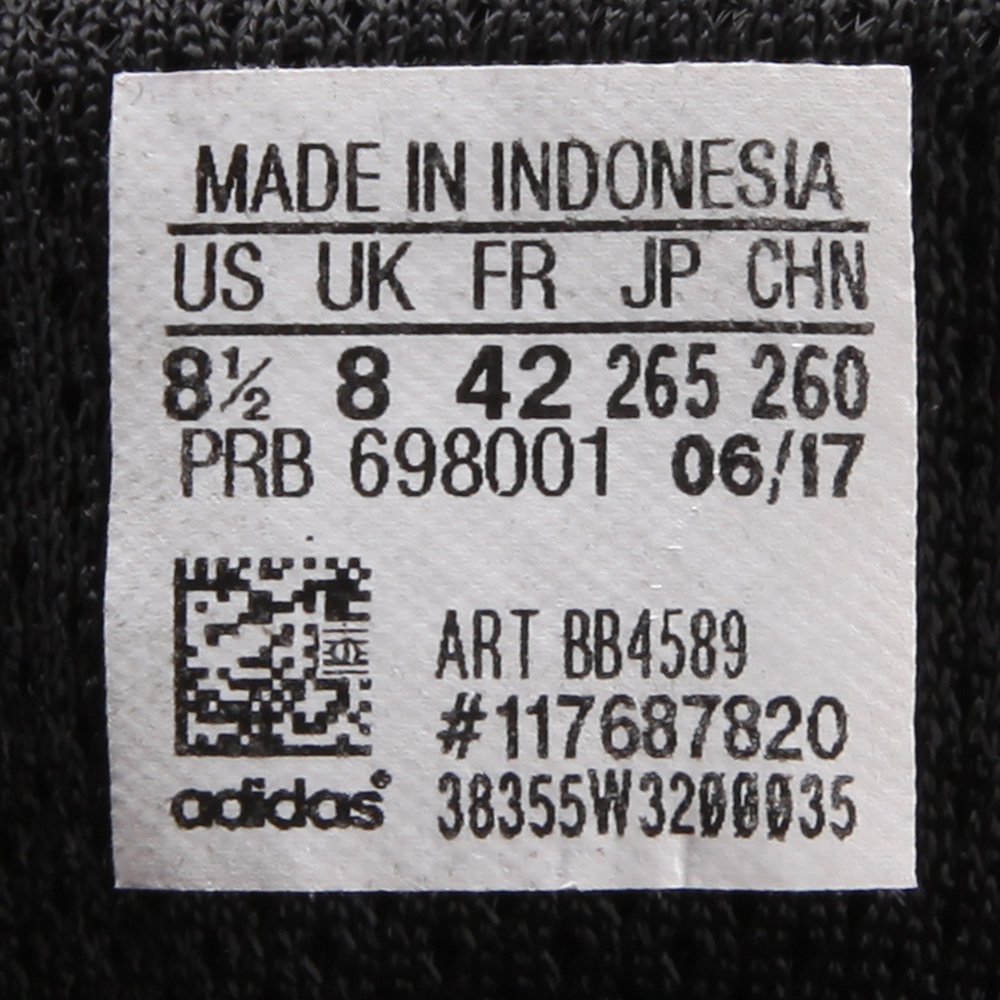 MADE IN INDONESIA
US UK FR JP CHN
8½ 8 42 265 260
PRB 698001 06/17
ART BB4589
#117687820
38355W3200035
adidas®